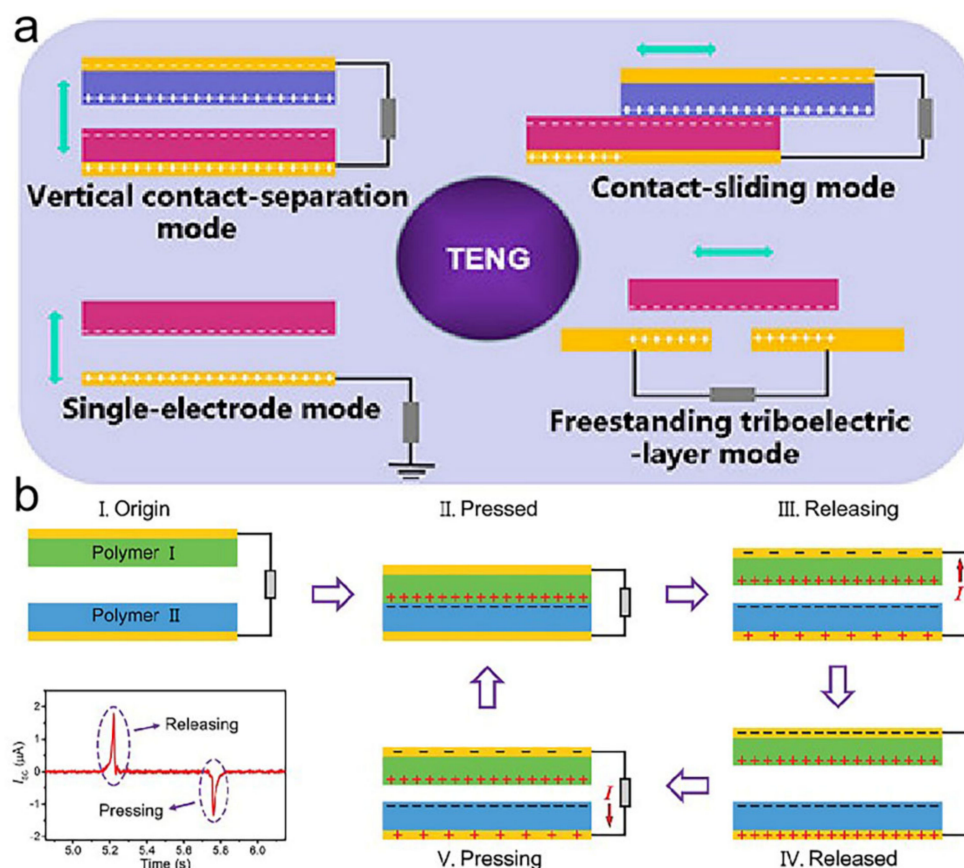 a
Vertical contact-separation
mode
Contact-sliding mode
TENG
Single-electrode mode
Freestanding triboelectric
-layer mode
b
I. Origin
Polymer I
Polymer II
II. Pressed
III. Releasing
I
2
1
0
-1
-2
Isc (μA)
Releasing
Pressing
5.0
5.2
5.4
5.6
5.8
6.0
Time (s)
I
V. Pressing
IV. Released